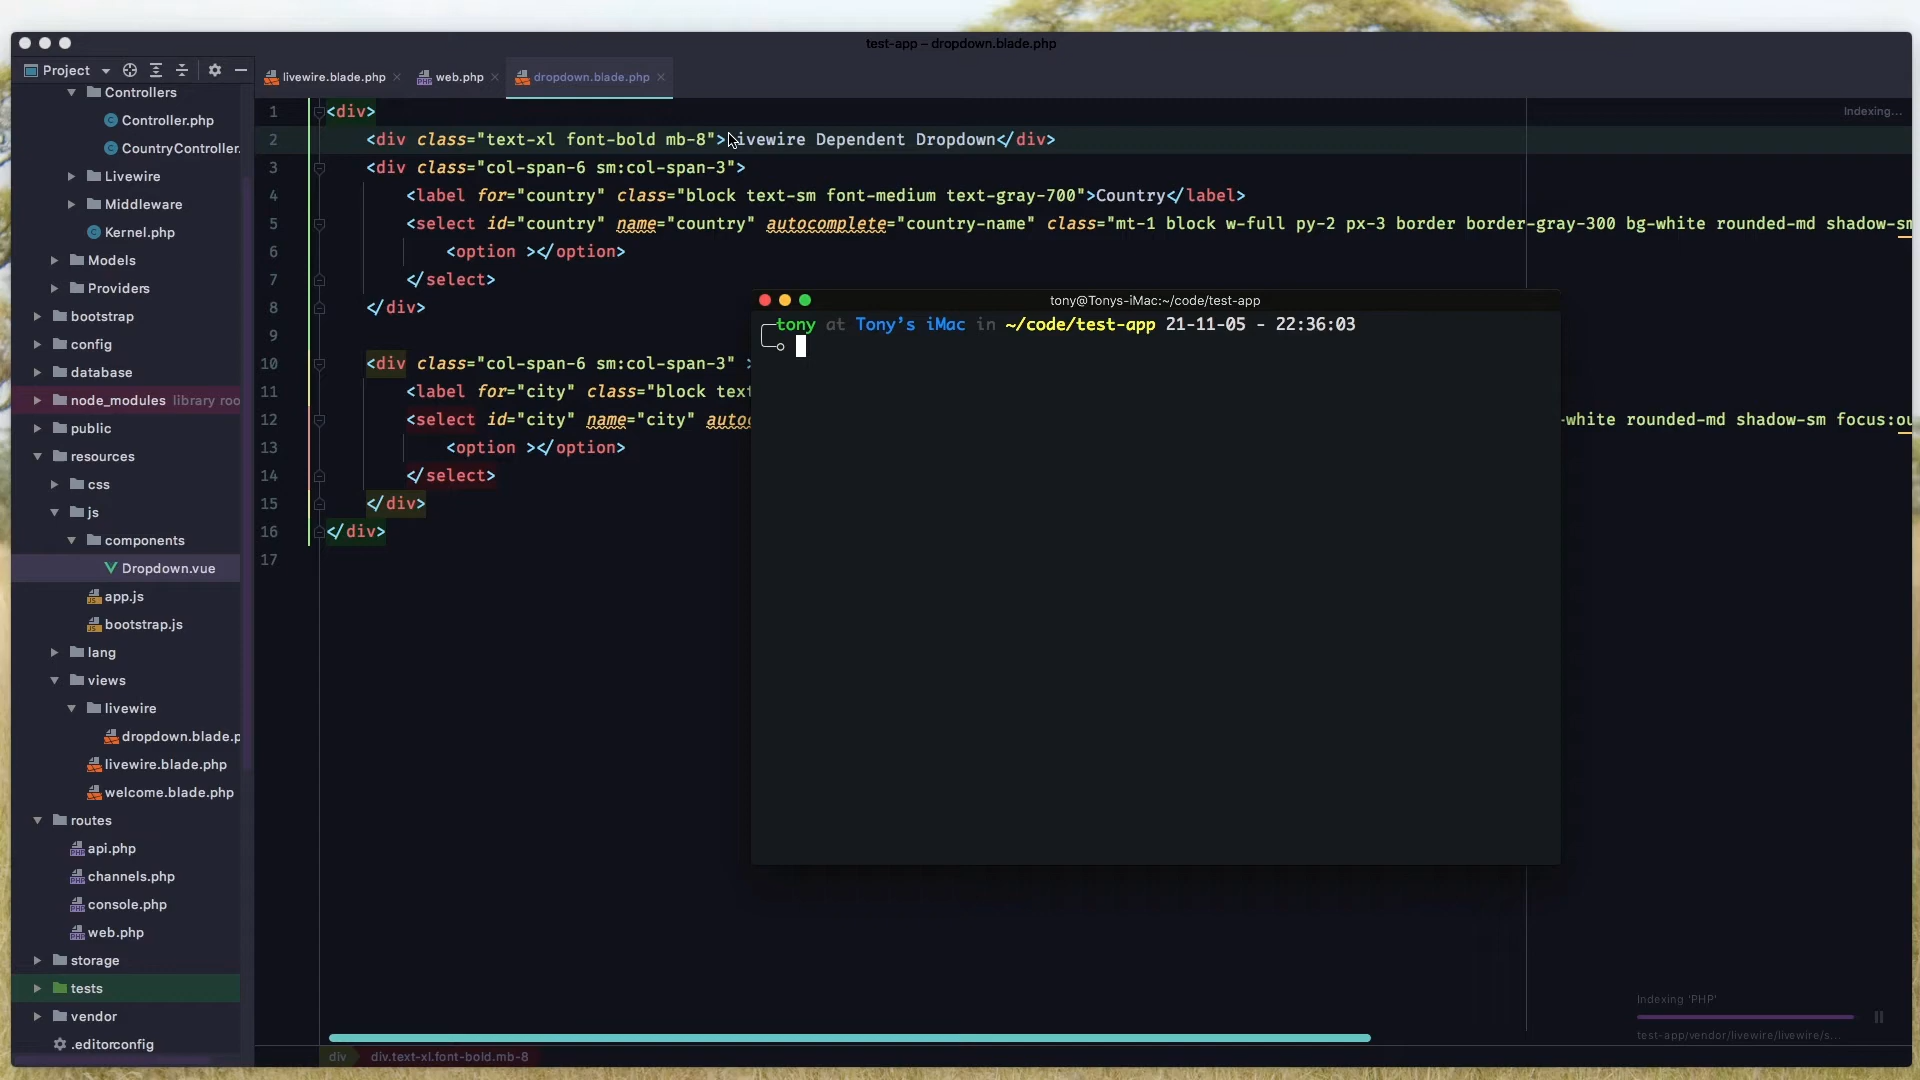 test-app – dropdown.blade.php
Project
livewire.blade.php
web.php
dropdown.blade.php
Controllers
Controller.php
CountryController.
Livewire
Middleware
Kernel.php
Models
Providers
bootstrap
config
database
node_modules library roo
public
resources
css
js
components
Dropdown.vue
app.js
bootstrap.js
lang
views
livewire
dropdown.blade.p
livewire.blade.php
welcome.blade.php
routes
api.php
channels.php
console.php
web.php
storage
tests
vendor
.editorconfig
Indexing...
1 <div>
2 <div class="text-xl font-bold mb-8">Livewire Dependent Dropdown</div>
3 <div class="col-span-6 sm:col-span-3">
4 <label for="country" class="block text-sm font-medium text-gray-700">Country</label>
5 <select id="country" name="country" autocomplete="country-name" class="mt-1 block w-full py-2 px-3 border border-gray-300 bg-white rounded-md shadow-sm
6 <option ></option>
7 </select>
8 </div>
9
10 <div class="col-span-6 sm:col-span-3" >
11 <label for="city" class="block tex
12 <select id="city" name="city" auto -white rounded-md shadow-sm focus:ou
13 <option ></option>
14 </select>
15 </div>
16 </div>
17
tony@Tonys-iMac:~/code/test-app
tony at Tony’s iMac in ~/code/test-app 21-11-05 - 22:36:03
Indexing 'PHP'
test-app/vendor/livewire/livewire/s...
div div.text-xl.font-bold.mb-8